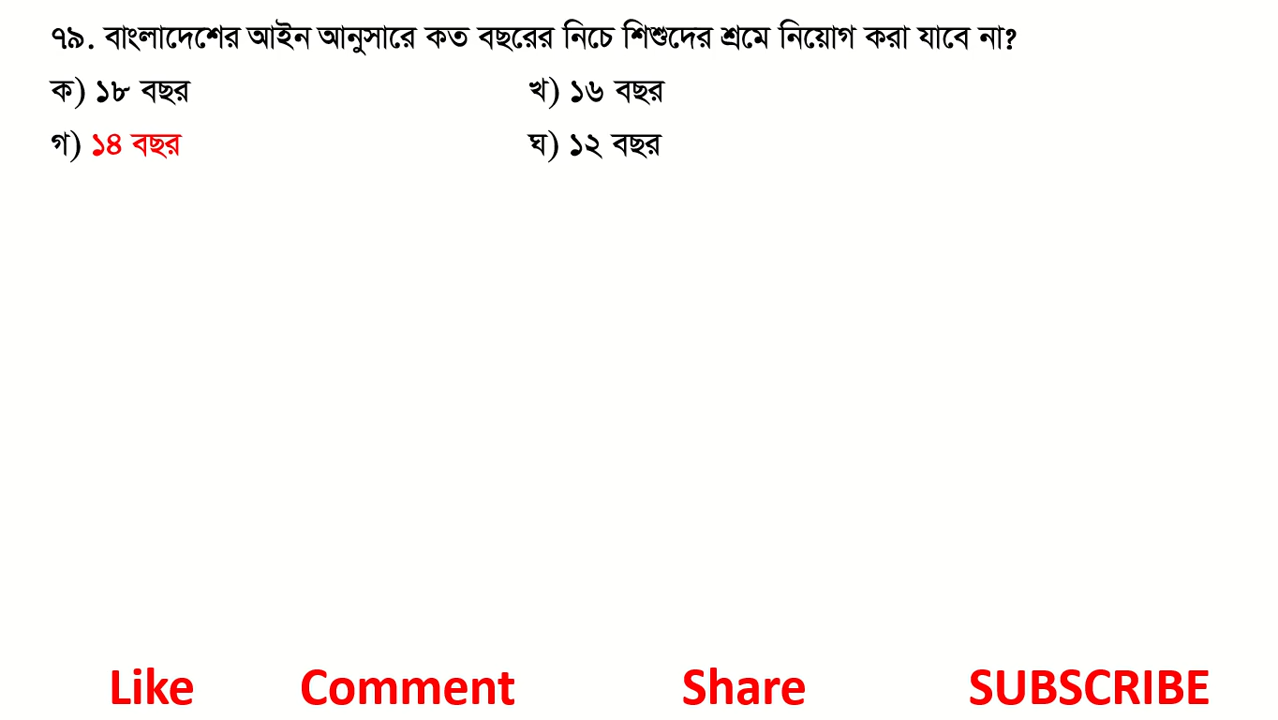 ৭৯. বাংলাদেশের আইন আনুসারে কত বছরের নিচে শিশুদের শ্রমে নিয়োগ করা যাবে না?
ক) ১৮ বছর খ) ১৬ বছর
গ) ১৪ বছর ঘ) ১২ বছর
Like Comment Share SUBSCRIBE